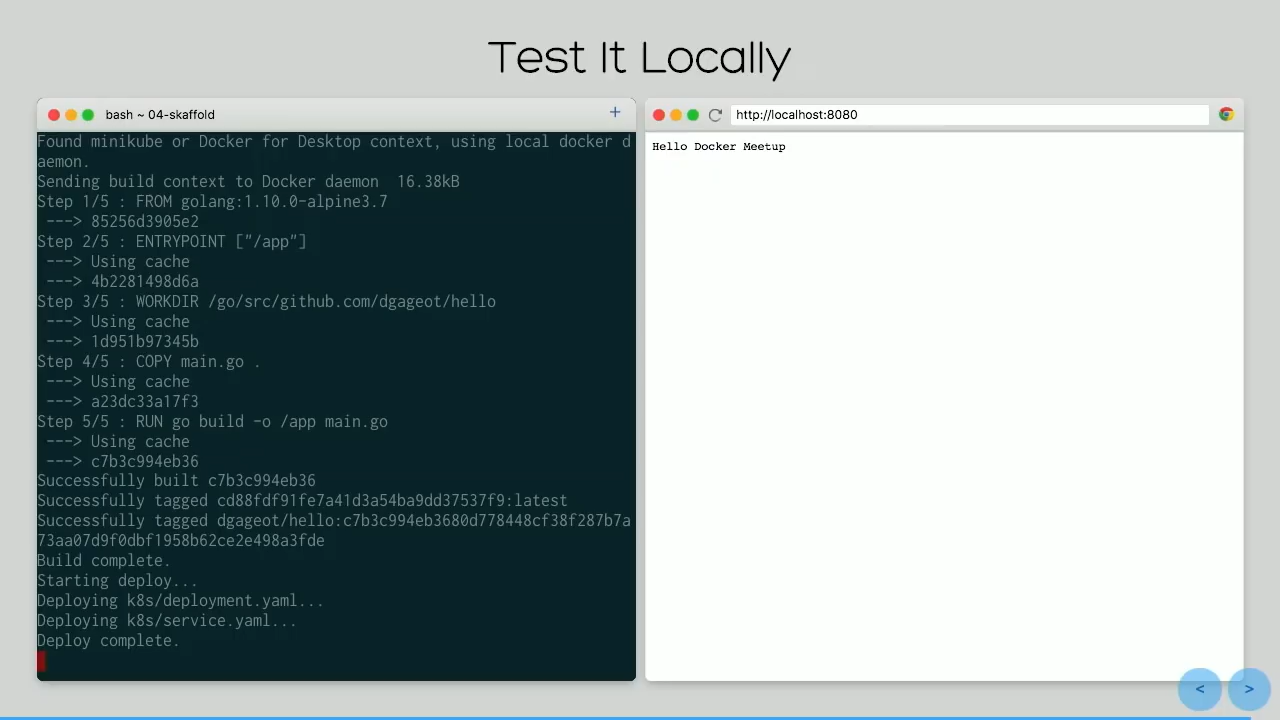 Test It Locally
bash ~ 04-skaffold
+
Found minikube or Docker for Desktop context, using local docker d
aemon.
Sending build context to Docker daemon  16.38kB
Step 1/5 : FROM golang:1.10.0-alpine3.7
 ---> 85256d3905e2
Step 2/5 : ENTRYPOINT ["/app"]
 ---> Using cache
 ---> 4b2281498d6a
Step 3/5 : WORKDIR /go/src/github.com/dgageot/hello
 ---> Using cache
 ---> 1d951b97345b
Step 4/5 : COPY main.go .
 ---> Using cache
 ---> a23dc33a17f3
Step 5/5 : RUN go build -o /app main.go
 ---> Using cache
 ---> c7b3c994eb36
Successfully built c7b3c994eb36
Successfully tagged cd88fdf91fe7a41d3a54ba9dd37537f9:latest
Successfully tagged dgageot/hello:c7b3c994eb3680d778448cf38f287b7a
73aa07d9f0dbf1958b62ce2e498a3fde
Build complete.
Starting deploy...
Deploying k8s/deployment.yaml...
Deploying k8s/service.yaml...
Deploy complete.
http://localhost:8080
Hello Docker Meetup
< >